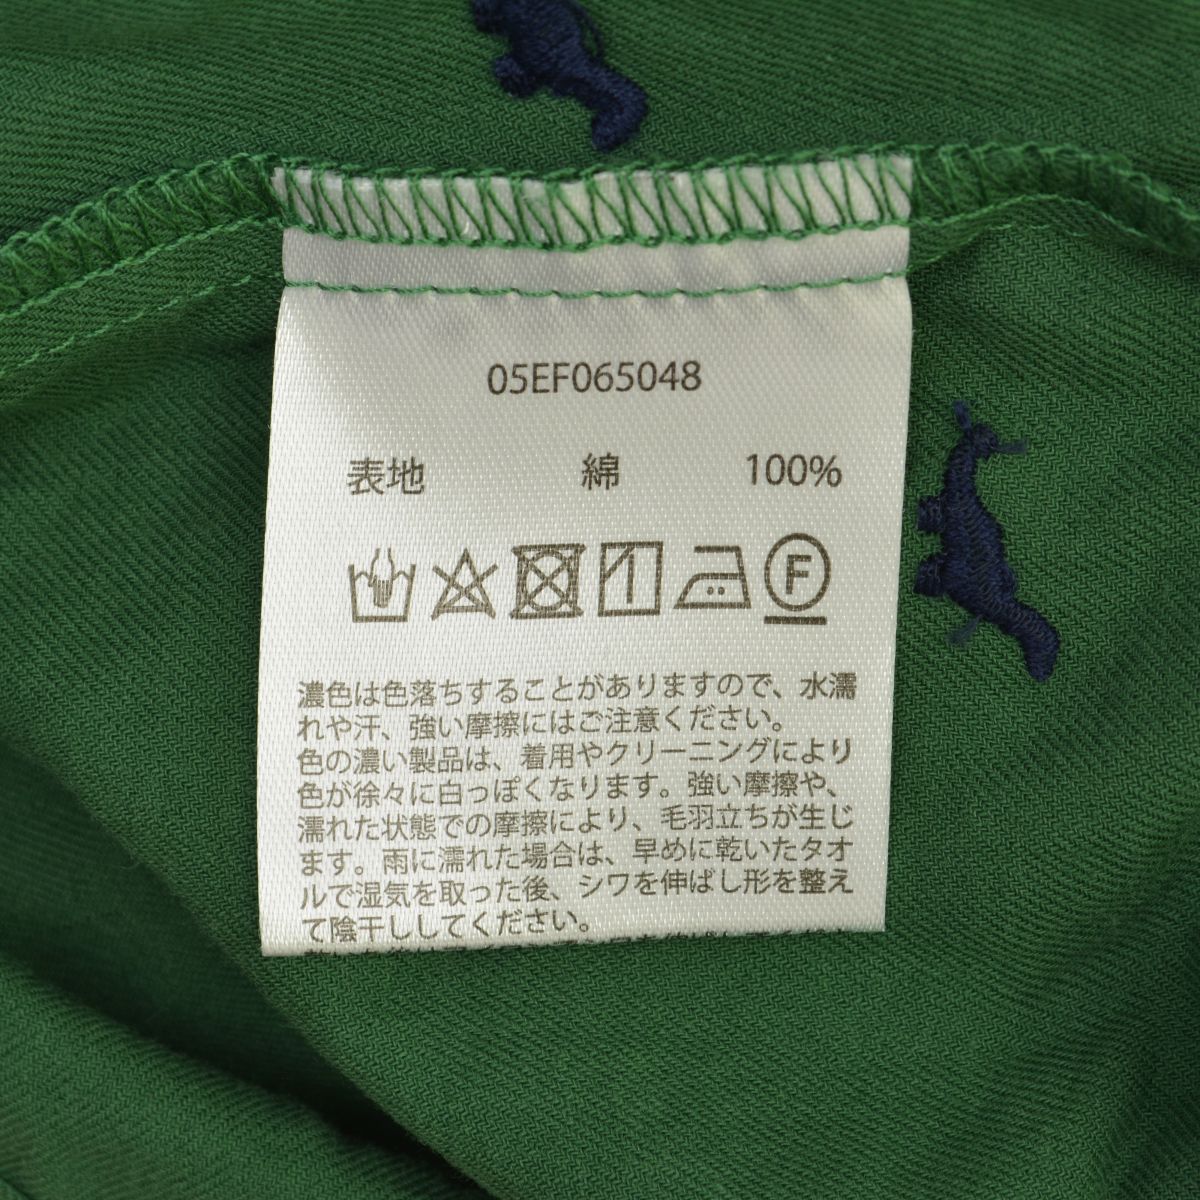 05EF065048
表地 綿 100%
F
濃色は色落ちすることがありますので、水濡
れや汗、強い摩擦にはご注意ください。
色の濃い製品は、着用やクリーニングにより
色が徐々に白っぽくなります。強い摩擦や、
濡れた状態での摩擦により、毛羽立ちが生じ
ます。雨に濡れた場合は、早めに乾いたタオ
ルで湿気を取った後、シワを伸ばし形を整え
て陰干ししてください。